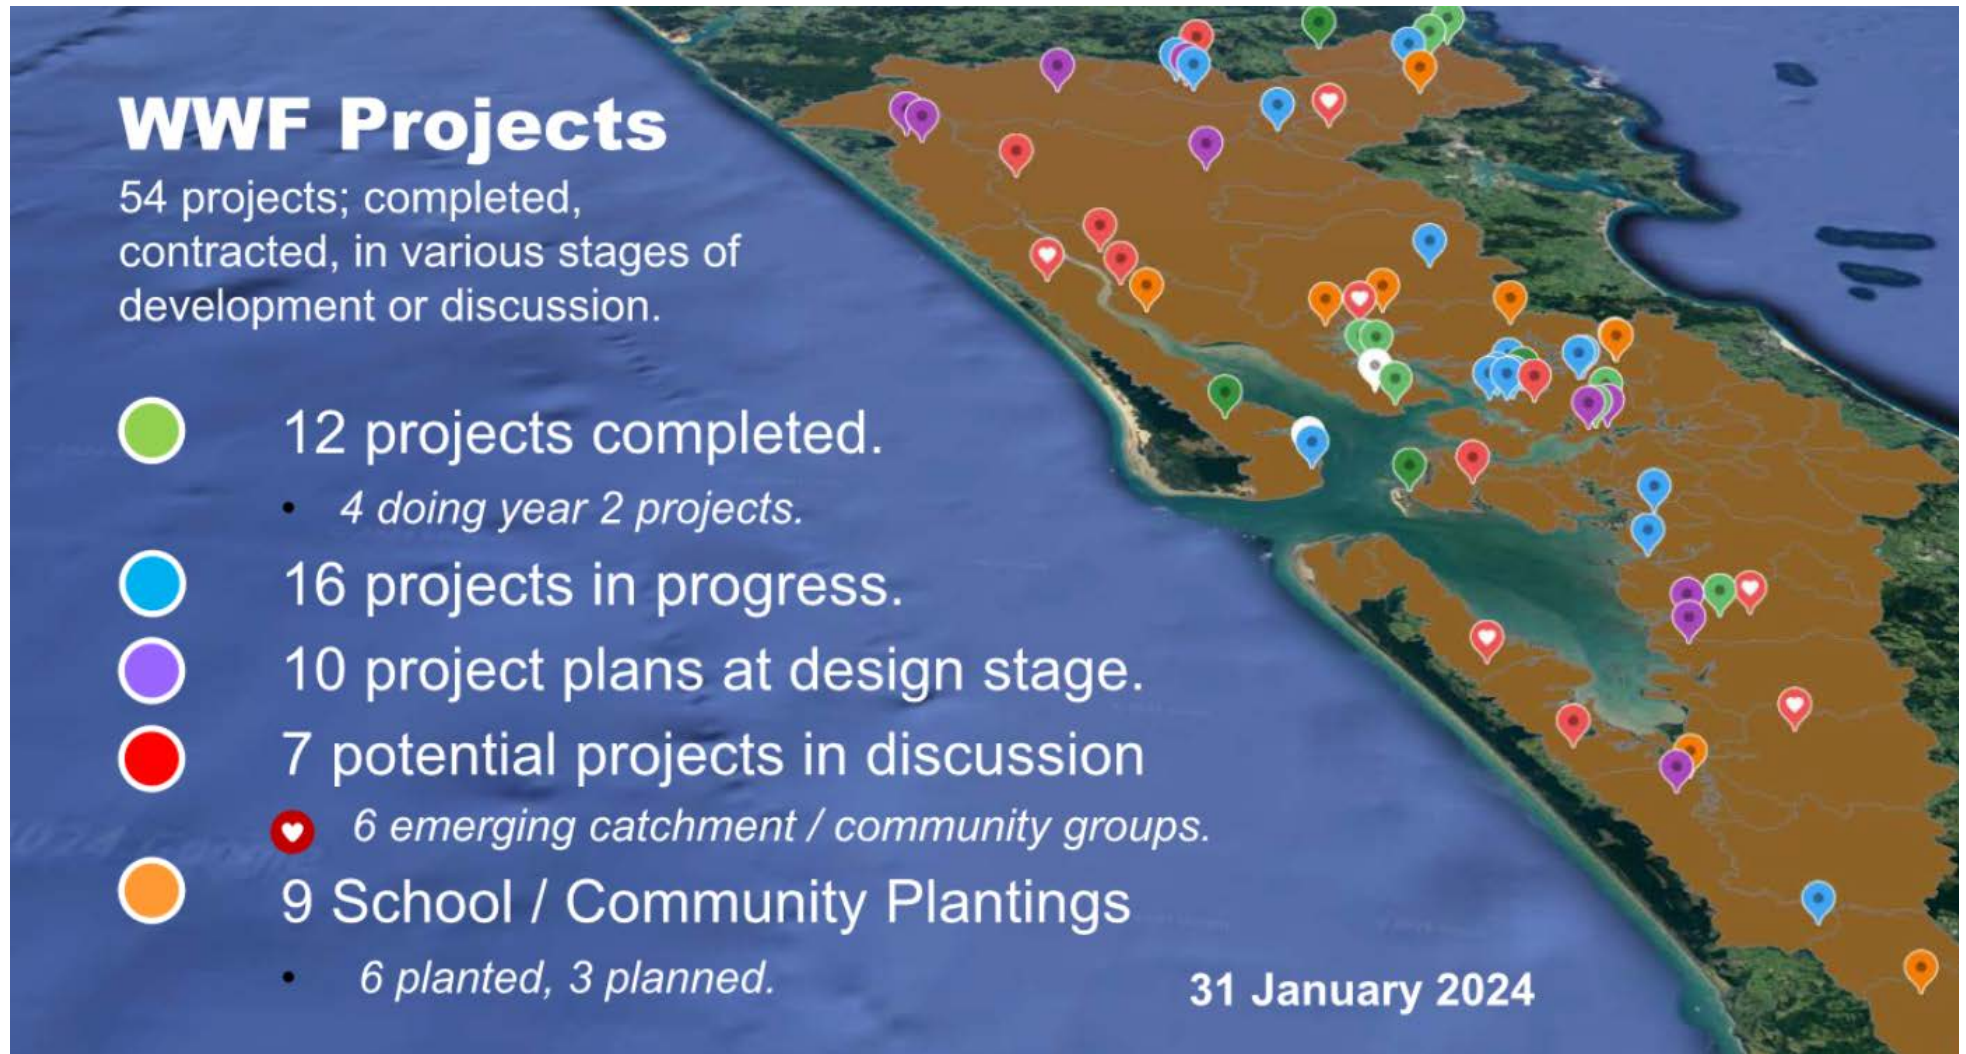 WWF Projects
54 projects; completed,
contracted, in various stages of
development or discussion.
12 projects completed.
• 4 doing year 2 projects.
16 projects in progress.
10 project plans at design stage.
7 potential projects in discussion
6 emerging catchment / community groups.
9 School / Community Plantings
• 6 planted, 3 planned.
31 January 2024